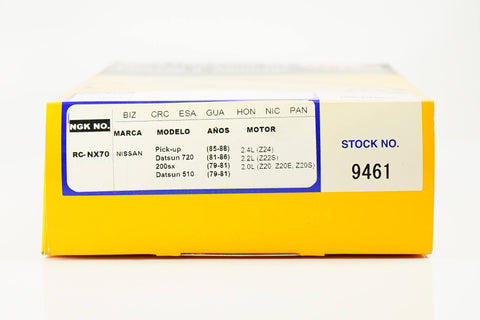 BIZ CRC ESA GUA HON NIC PAN
NGK NO. MARCA MODELO AÑOS MOTOR
RC-NX70 NISSAN Pick-up (85-88) 2.4L (Z24)
Datsun 720 (81-86) 2.2L (Z22S)
200sx (79-81) 2.0L (Z20, Z20E, Z20S)
Datsun 510 (79-81)
STOCK NO.
9461